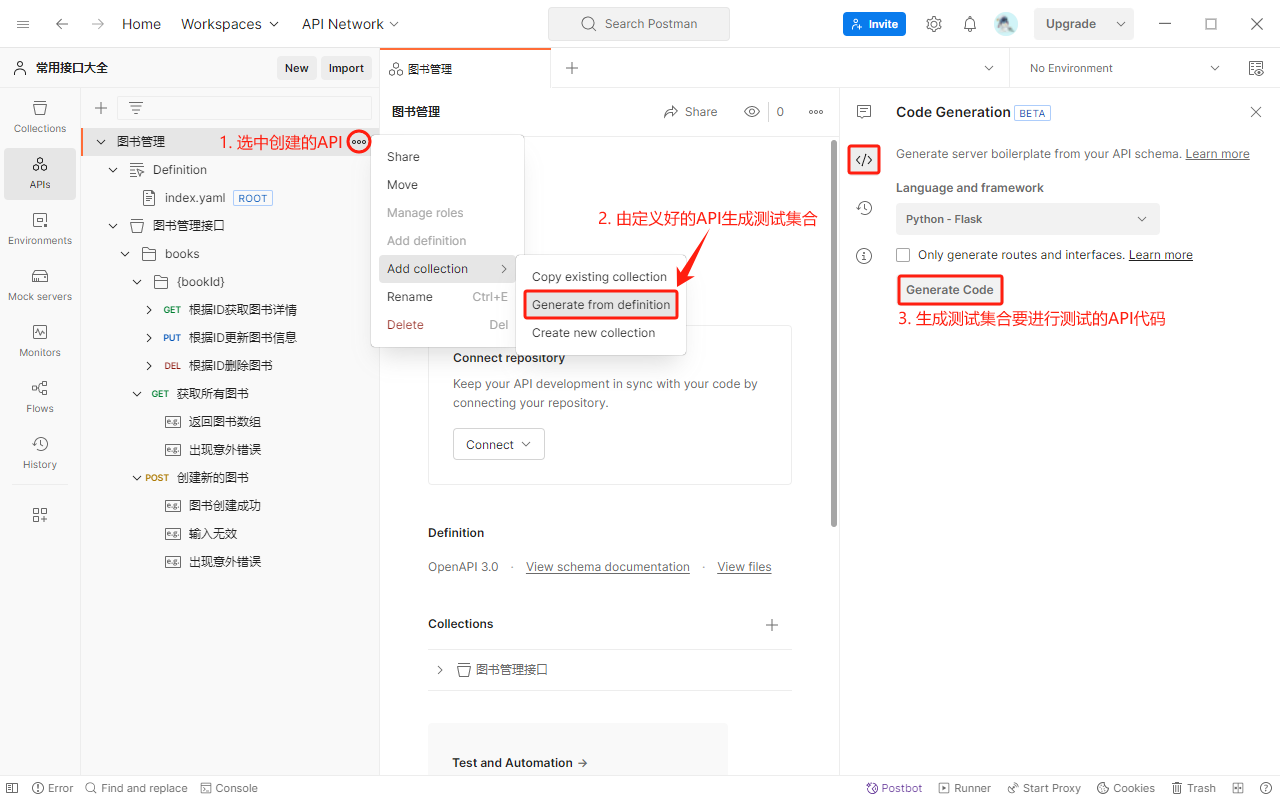 Home Workspaces API Network Search Postman Invite Upgrade
常用接口大全 New Import 图书管理 No Environment
Collections
APIs
Environments
Mock servers
Monitors
Flows
History
图书管理 1. 选中创建的API
Definition
index.yaml ROOT
图书管理接口
books
{bookId}
GET 根据ID获取图书详情
PUT 根据ID更新图书信息
DEL 根据ID删除图书
GET 获取所有图书
e.g. 返回图书数组
e.g. 出现意外错误
POST 创建新的图书
e.g. 图书创建成功
e.g. 输入无效
e.g. 出现意外错误
图书管理 Share 0
Share
Move
Manage roles
Add definition
Add collection
Rename Ctrl+E
Delete Del
2. 由定义好的API生成测试集合
Copy existing collection
Generate from definition
Create new collection
Connect repository
Keep your API development in sync with your code by
connecting your repository.
Connect
Definition
OpenAPI 3.0 · View schema documentation · View files
Collections
图书管理接口
Test and Automation →
Code Generation BETA
Generate server boilerplate from your API schema. Learn more
Language and framework
Python - Flask
Only generate routes and interfaces. Learn more
Generate Code
3. 生成测试集合要进行测试的API代码
Error Find and replace Console Postbot Runner Start Proxy Cookies Trash